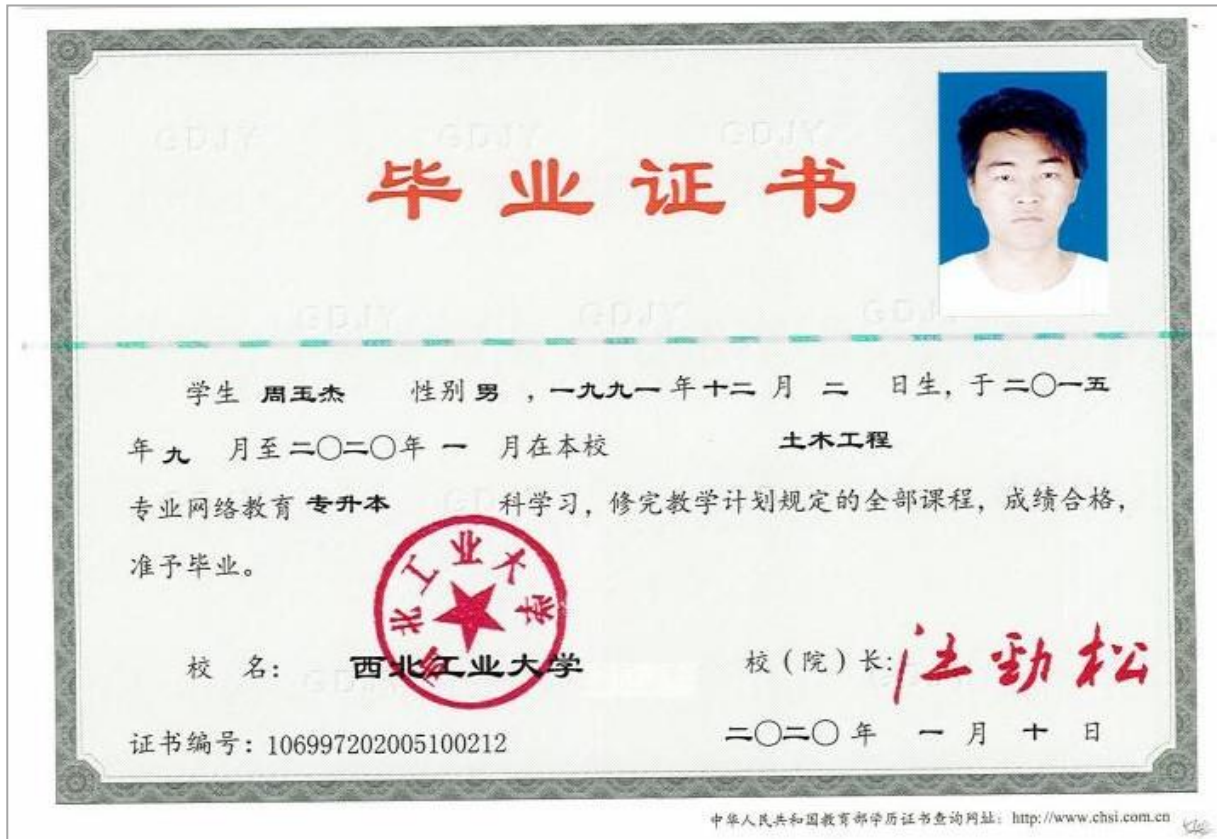 毕业证书
学生 周玉杰 性别 男 ，一九九一 年 十二 月 二 日生，于 二〇一五
年 九 月至 二〇二〇年 一 月在本校 土木工程
专业网络教育 专升本 科学习，修完教学计划规定的全部课程，成绩合格，
准予毕业。
西北工业大学
校 名： 西北工业大学 校（院）长：汪劲松
二〇二〇 年 一 月 十 日
证书编号：106997202005100212
中华人民共和国教育部学历证书查询网址：http://www.chsi.com.cn